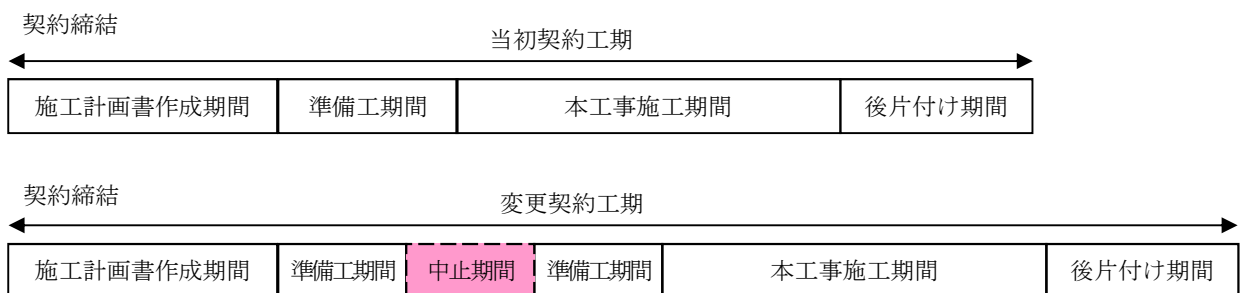 契約締結
当初契約工期
施工計画書作成期間 準備工期間 本工事施工期間 後片付け期間
契約締結
変更契約工期
施工計画書作成期間 準備工期間 中止期間 準備工期間 本工事施工期間 後片付け期間